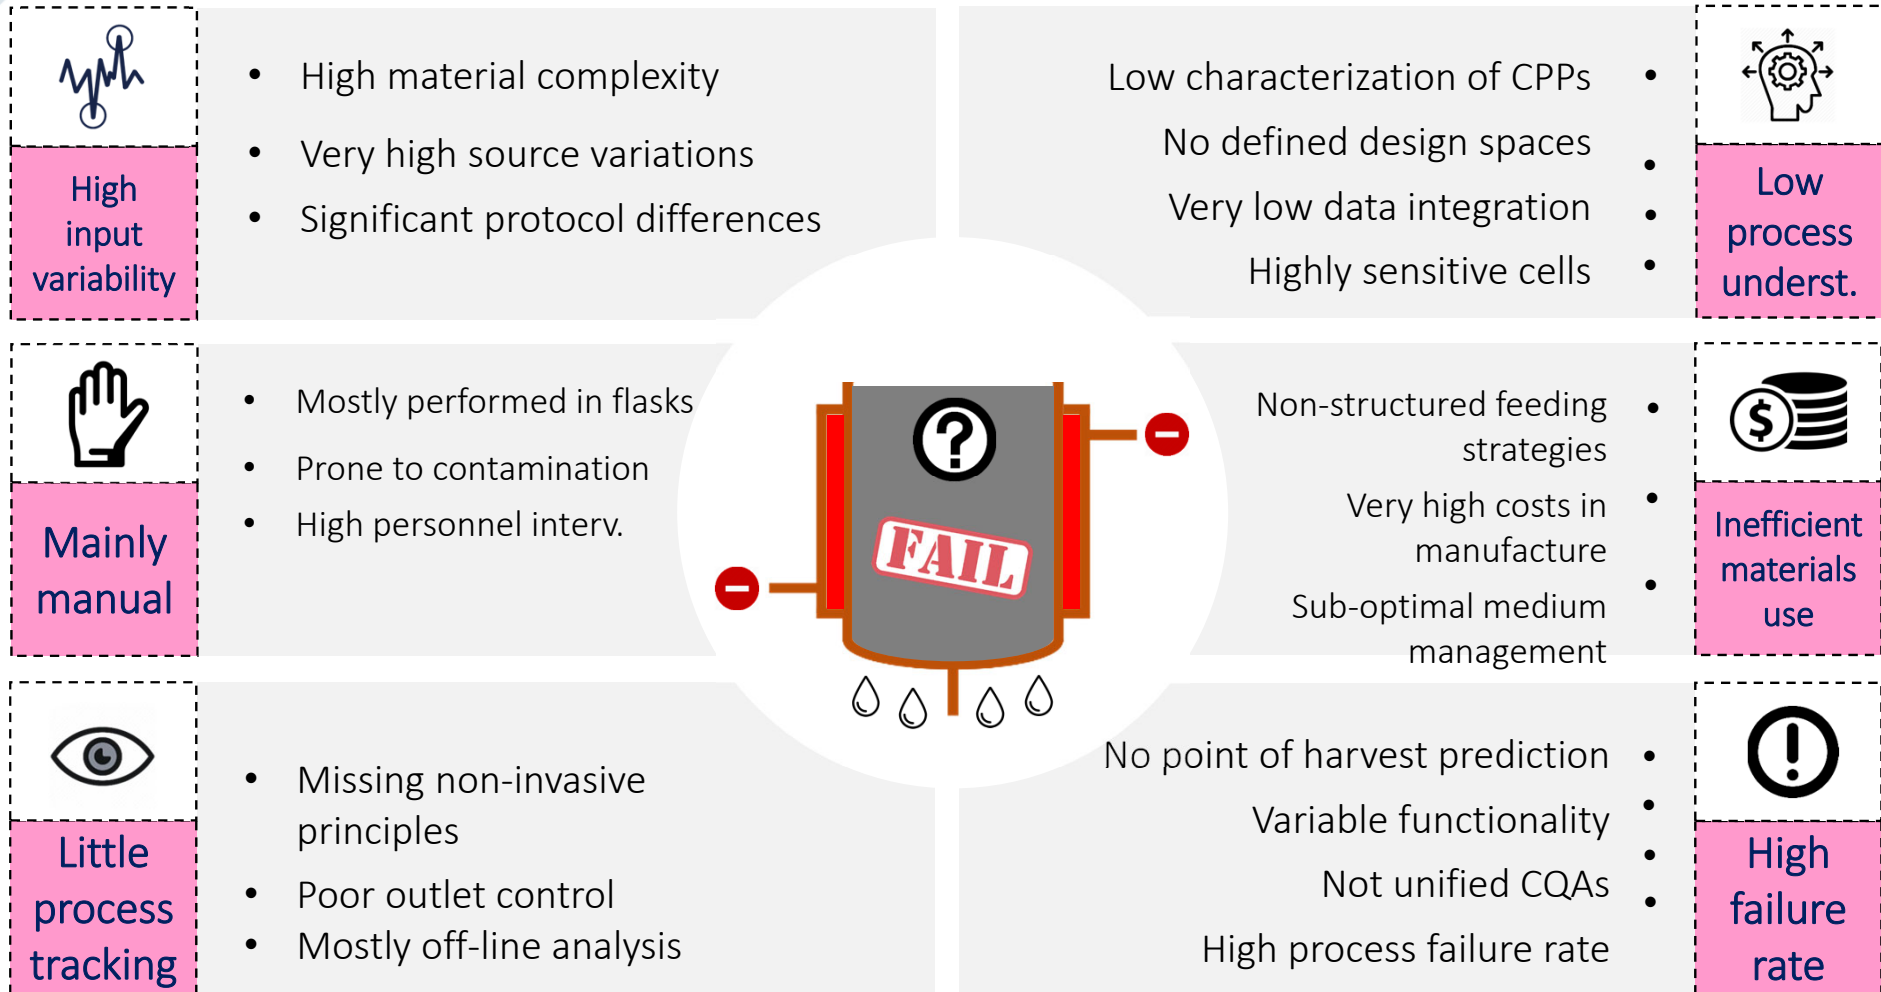 High
input
variability
High material complexity
Very high source variations
Significant protocol differences
Low characterization of CPPs
No defined design spaces
Very low data integration
Highly sensitive cells
Low
process
underst.
Mainly
manual
Mostly performed in flasks
Prone to contamination
High personnel interv.
?
FAIL
Non-structured feeding
strategies
Very high costs in
manufacture
Sub-optimal medium
management
$
Inefficient
materials
use
Little
process
tracking
Missing non-invasive
principles
Poor outlet control
Mostly off-line analysis
No point of harvest prediction
Variable functionality
Not unified CQAs
High process failure rate
!
High
failure
rate